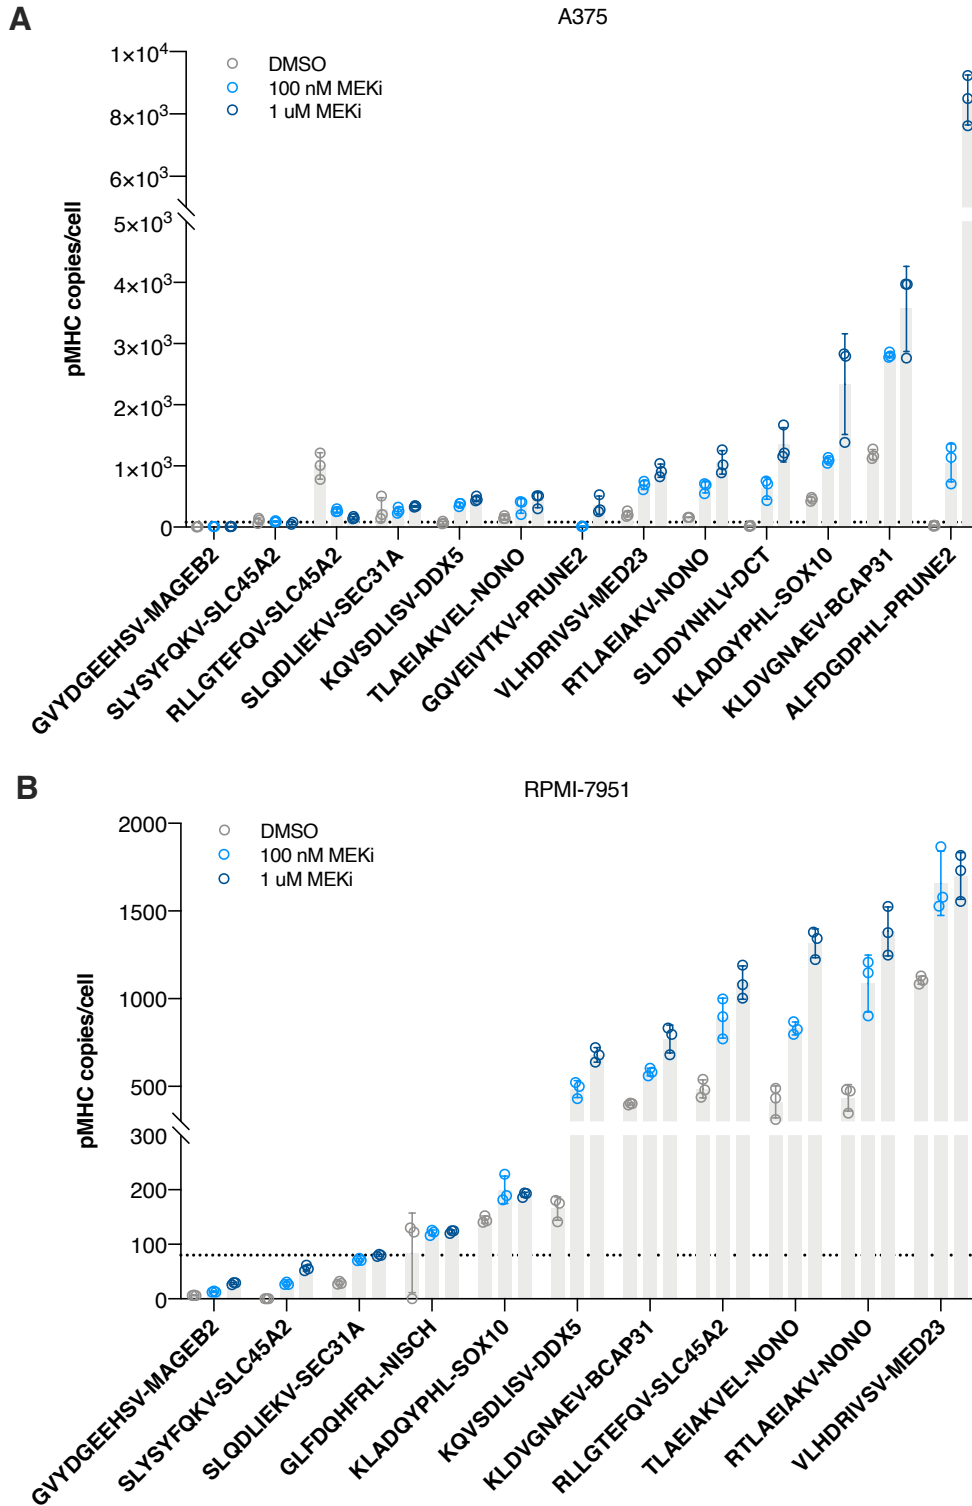 A
A375
DMSO
100 nM MEKi
1 uM MEKi
pMHC copies/cell
1×10⁴
8×10³
6×10³
5×10³
4×10³
3×10³
2×10³
1×10³
0
GVYDGEEHSV-MAGEB2
SLYSYFQKV-SLC45A2
RLLGTEFQV-SLC45A2
SLQDLIEKV-SEC31A
KQVSDLISV-DDX5
TLAEIAKVEL-NONO
GQVEIVTKV-PRUNE2
VLHDRIVSV-MED23
RTLAEIAKV-NONO
SLDDYNHLV-DCT
KLADQYPHL-SOX10
KLDVGNAEV-BCAP31
ALFDGDPHL-PRUNE2
B
RPMI-7951
DMSO
100 nM MEKi
1 uM MEKi
pMHC copies/cell
2000
1500
1000
500
300
200
100
0
GVYDGEEHSV-MAGEB2
SLYSYFQKV-SLC45A2
SLQDLIEKV-SEC31A
GLFDQHFRL-NISCH
KLADQYPHL-SOX10
KQVSDLISV-DDX5
KLDVGNAEV-BCAP31
RLLGTEFQV-SLC45A2
TLAEIAKVEL-NONO
RTLAEIAKV-NONO
VLHDRIVSV-MED23